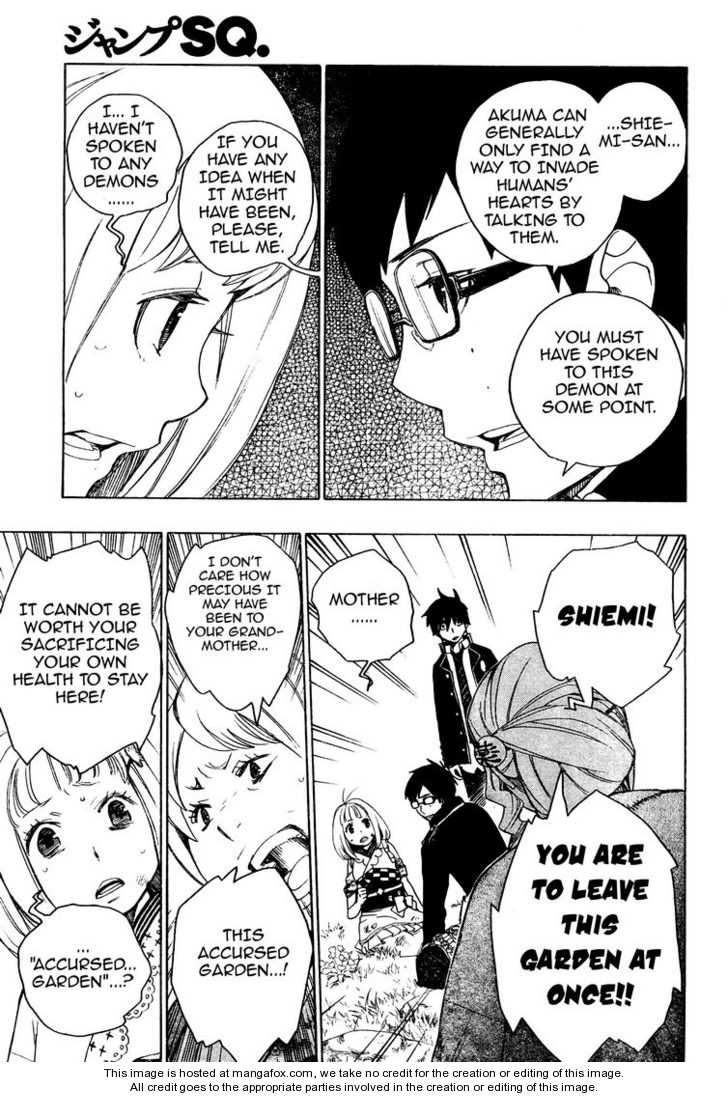 ジャンプSQ.
...SHIE-
MI-SAN...
AKUMA CAN
GENERALLY
ONLY FIND A
WAY TO INVADE
HUMANS'
HEARTS BY
TALKING TO
THEM.
YOU MUST
HAVE SPOKEN
TO THIS
DEMON AT
SOME POINT.
IF YOU
HAVE ANY
IDEA WHEN
IT MIGHT
HAVE BEEN,
PLEASE,
TELL ME.
I... I
HAVEN'T
SPOKEN
TO ANY
DEMONS
......
SHIEMI!
MOTHER
......
YOU ARE
TO LEAVE
THIS
GARDEN AT
ONCE!!
I DON'T
CARE HOW
PRECIOUS IT
MAY HAVE
BEEN TO
YOUR GRAND-
MOTHER...
THIS
ACCURSED
GARDEN...!
IT CANNOT BE
WORTH YOUR
SACRIFICING
YOUR OWN
HEALTH TO STAY
HERE!
...
"ACCURSED...
GARDEN"...?
This image is hosted at mangafox.com, we take no credit for the creation or editing of this image.
All credit goes to the appropriate parties involved in the creation or editing of this image.